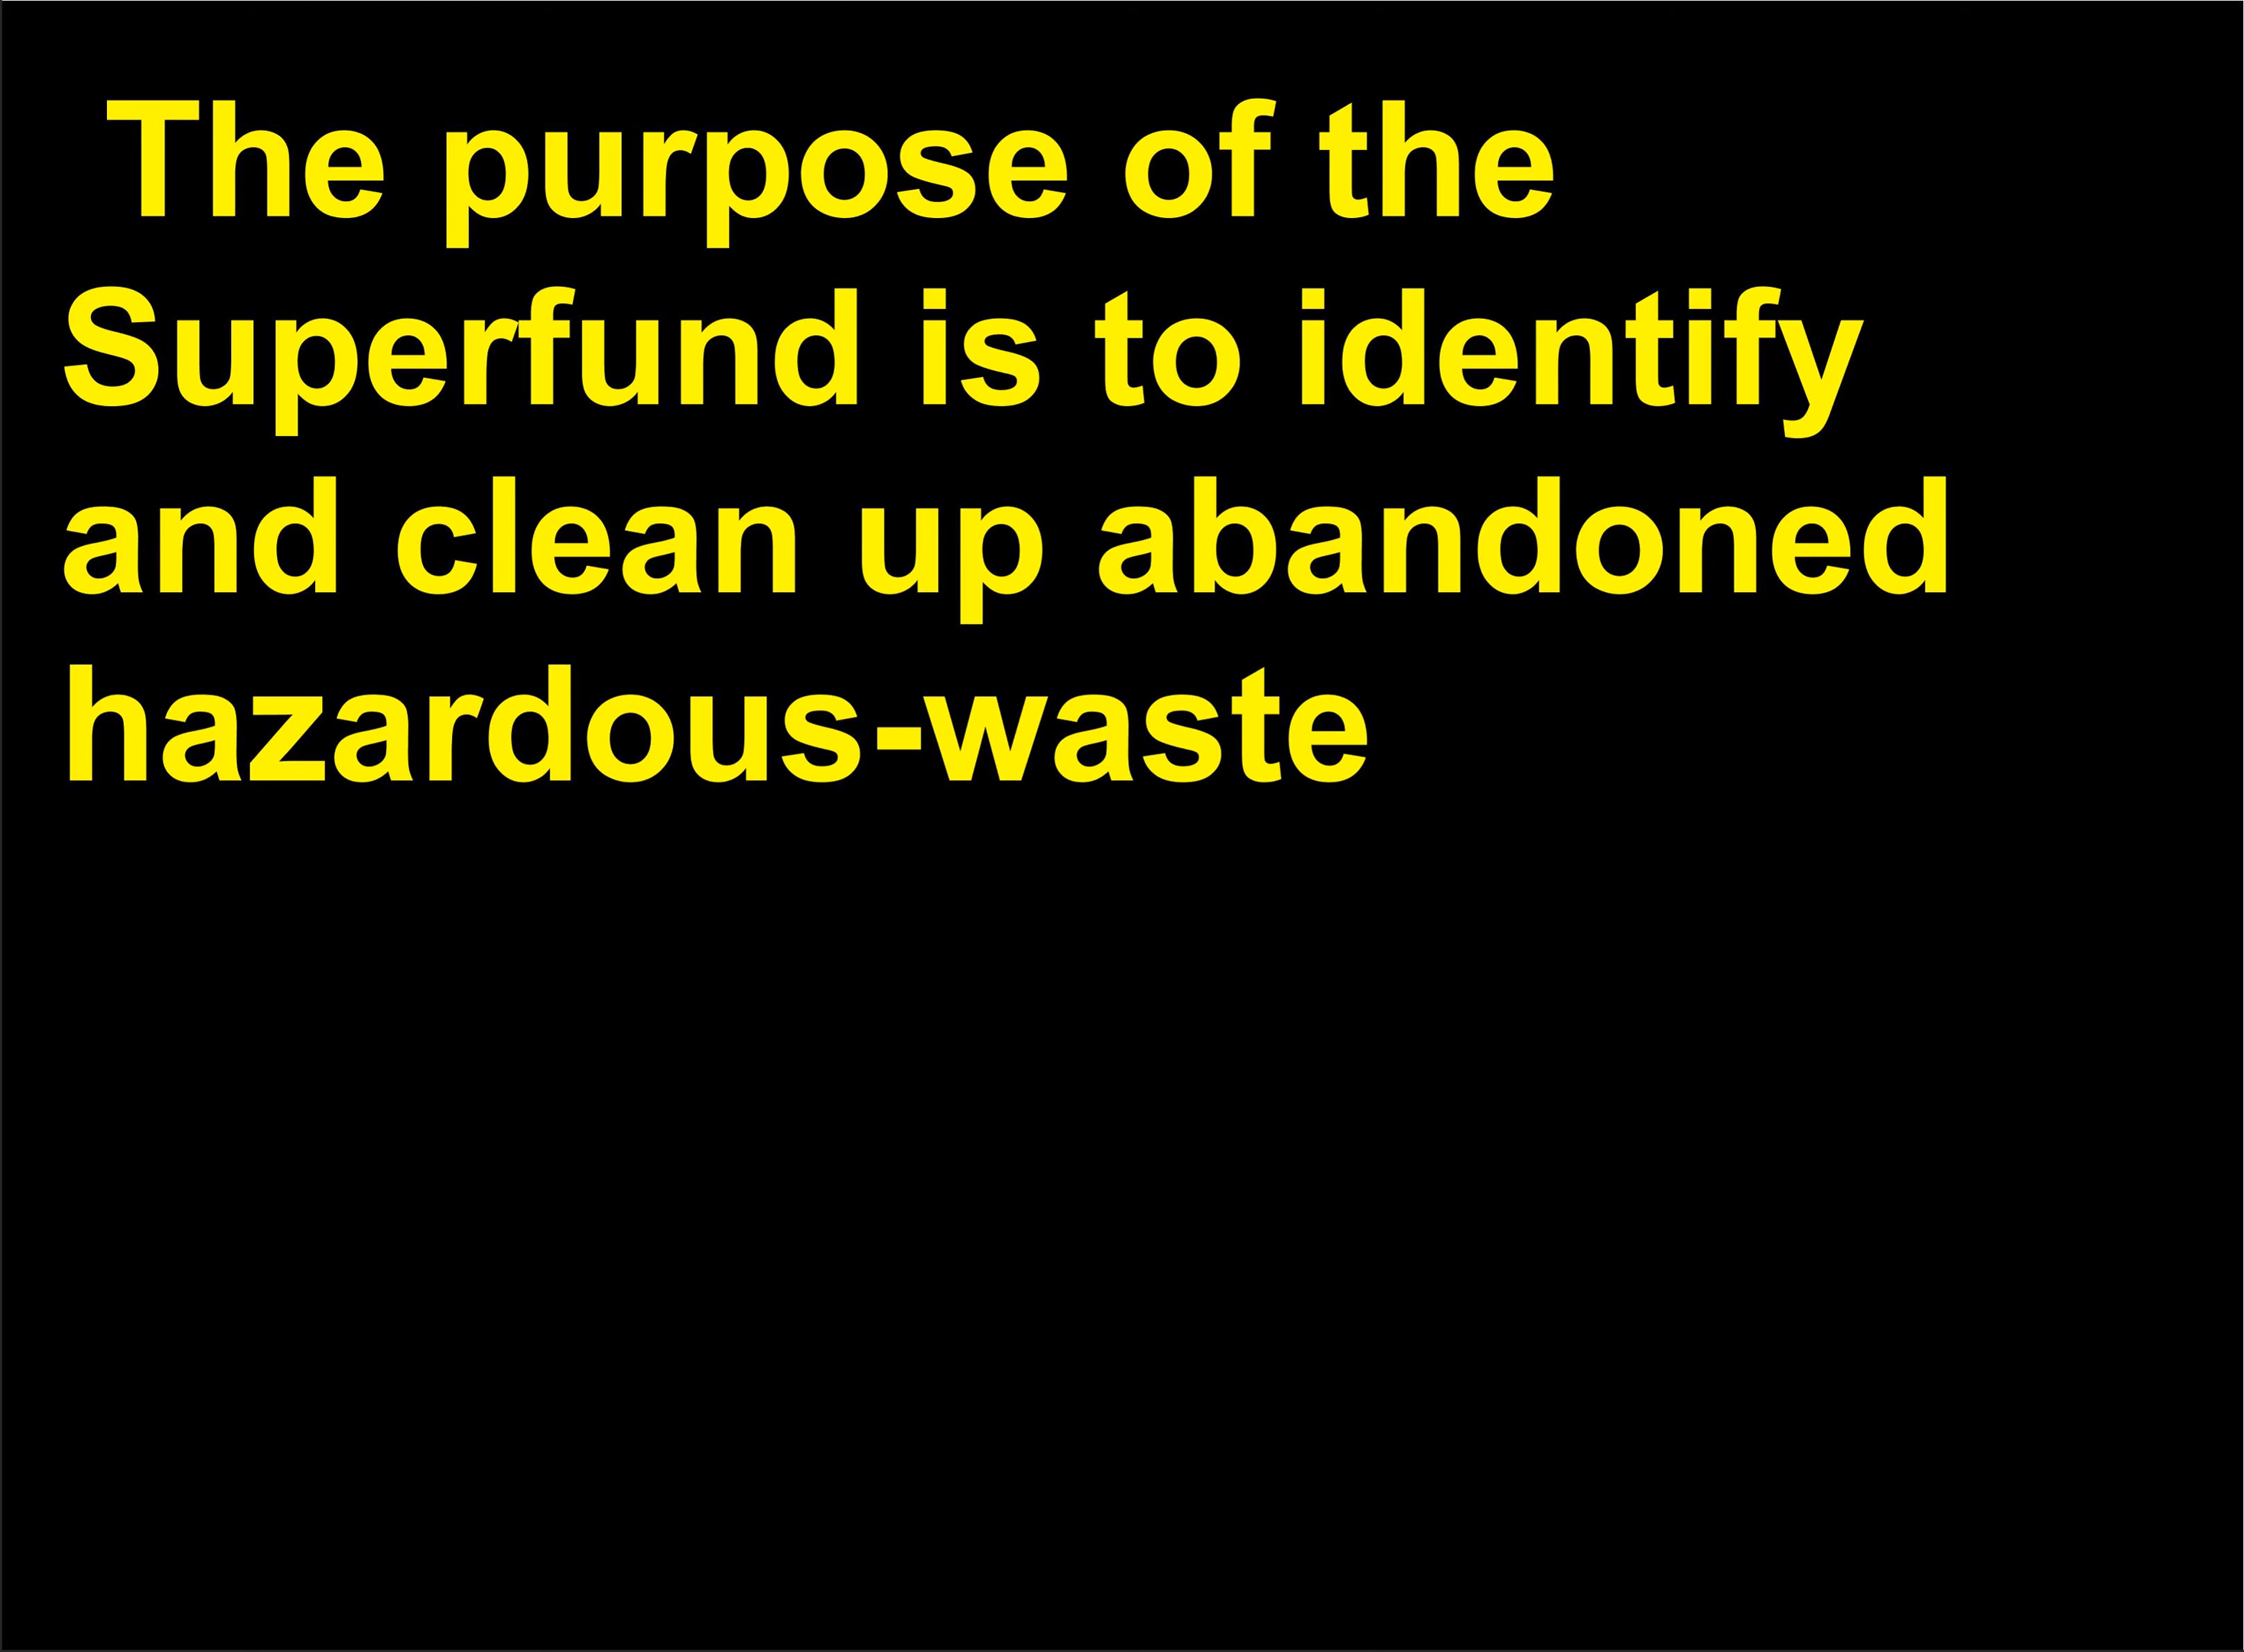 The purpose of the
Superfund is to identify
and clean up abandoned
hazardous-waste